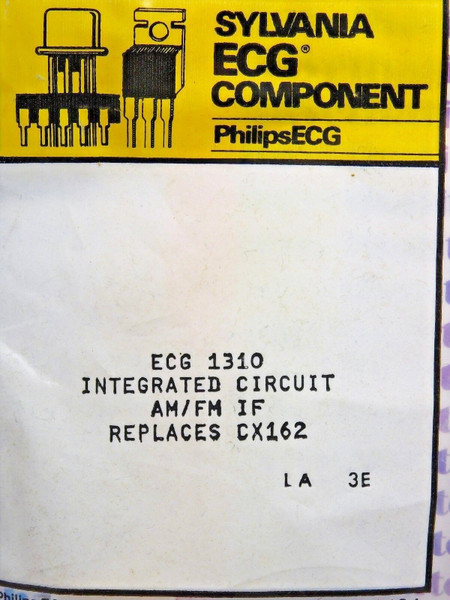 SYLVANIA
ECG®
COMPONENT
PhilipsECG
ECG 1310
INTEGRATED CIRCUIT
AM/FM IF
REPLACES CX162
LA 3E